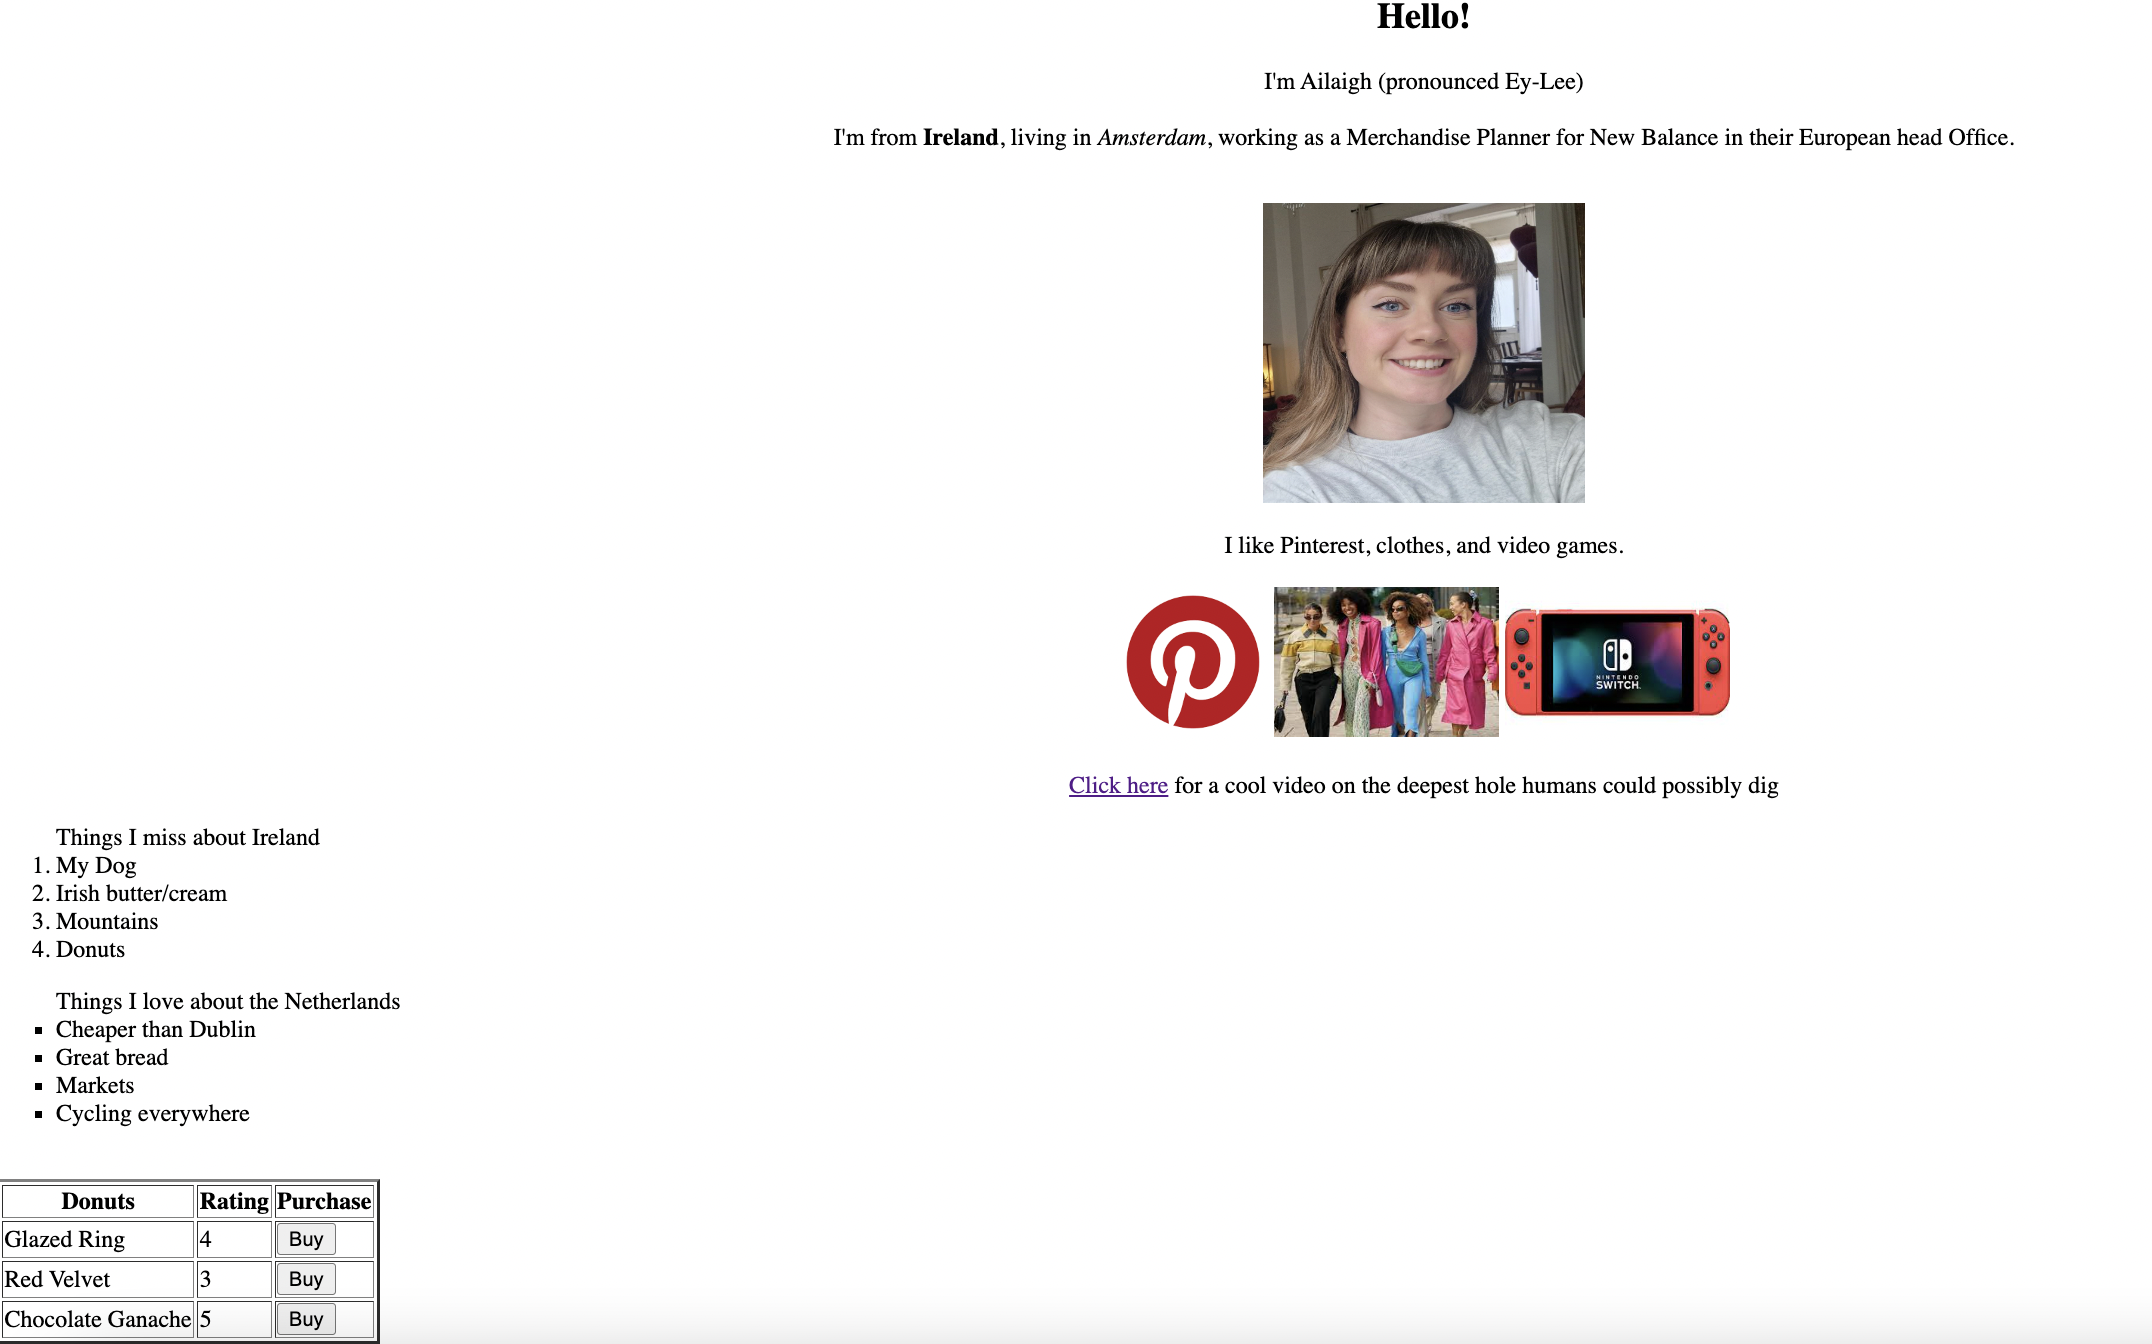 Hello!
I'm Ailaigh (pronounced Ey-Lee)
I'm from Ireland, living in Amsterdam, working as a Merchandise Planner for New Balance in their European head Office.
I like Pinterest, clothes, and video games.
NINTENDO
SWITCH
Click here for a cool video on the deepest hole humans could possibly dig
Things I miss about Ireland
1. My Dog
2. Irish butter/cream
3. Mountains
4. Donuts
Things I love about the Netherlands
▪ Cheaper than Dublin
▪ Great bread
▪ Markets
▪ Cycling everywhere
Donuts Rating Purchase
Glazed Ring 4 Buy
Red Velvet 3 Buy
Chocolate Ganache 5 Buy